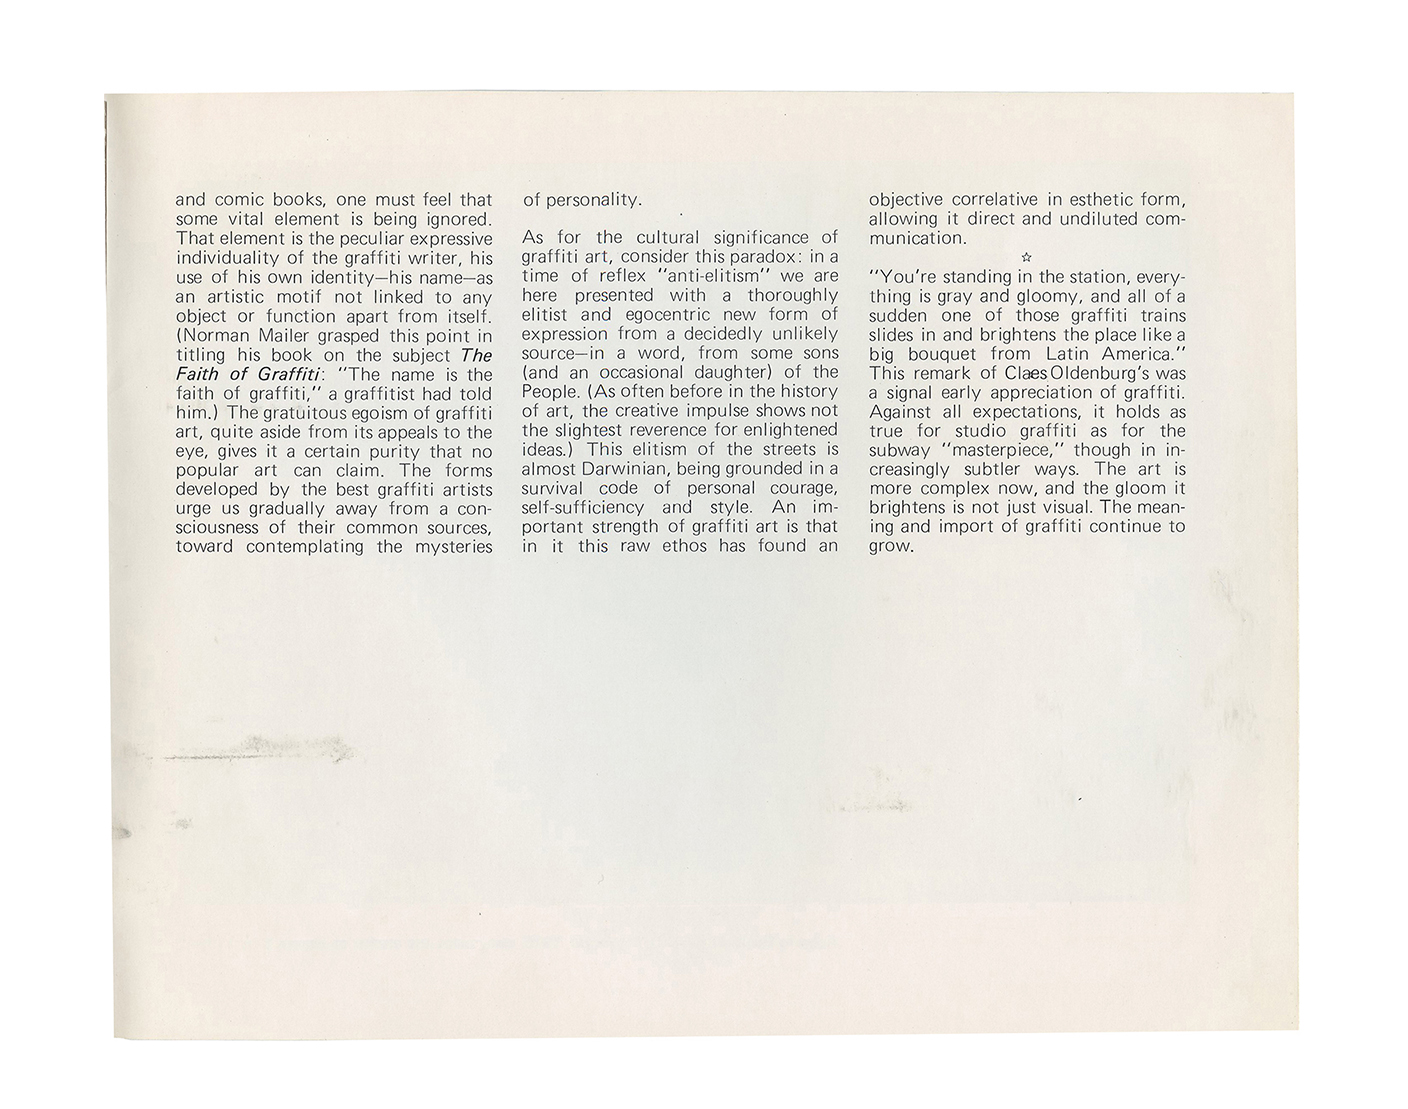 and comic books, one must feel that
some vital element is being ignored.
That element is the peculiar expressive
individuality of the graffiti writer, his
use of his own identity—his name—as
an artistic motif not linked to any
object or function apart from itself.
(Norman Mailer grasped this point in
titling his book on the subject The
Faith of Graffiti: "The name is the
faith of graffiti," a graffitist had told
him.) The gratuitous egoism of graffiti
art, quite aside from its appeals to the
eye, gives it a certain purity that no
popular art can claim. The forms
developed by the best graffiti artists
urge us gradually away from a con-
sciousness of their common sources,
toward contemplating the mysteries
of personality.
As for the cultural significance of
graffiti art, consider this paradox: in a
time of reflex "anti-elitism" we are
here presented with a thoroughly
elitist and egocentric new form of
expression from a decidedly unlikely
source—in a word, from some sons
(and an occasional daughter) of the
People. (As often before in the history
of art, the creative impulse shows not
the slightest reverence for enlightened
ideas.) This elitism of the streets is
almost Darwinian, being grounded in a
survival code of personal courage,
self-sufficiency and style. An im-
portant strength of graffiti art is that
in it this raw ethos has found an
objective correlative in esthetic form,
allowing it direct and undiluted com-
munication.
☆
"You're standing in the station, every-
thing is gray and gloomy, and all of a
sudden one of those graffiti trains
slides in and brightens the place like a
big bouquet from Latin America."
This remark of Claes Oldenburg's was
a signal early appreciation of graffiti.
Against all expectations, it holds as
true for studio graffiti as for the
subway "masterpiece," though in in-
creasingly subtler ways. The art is
more complex now, and the gloom it
brightens is not just visual. The mean-
ing and import of graffiti continue to
grow.